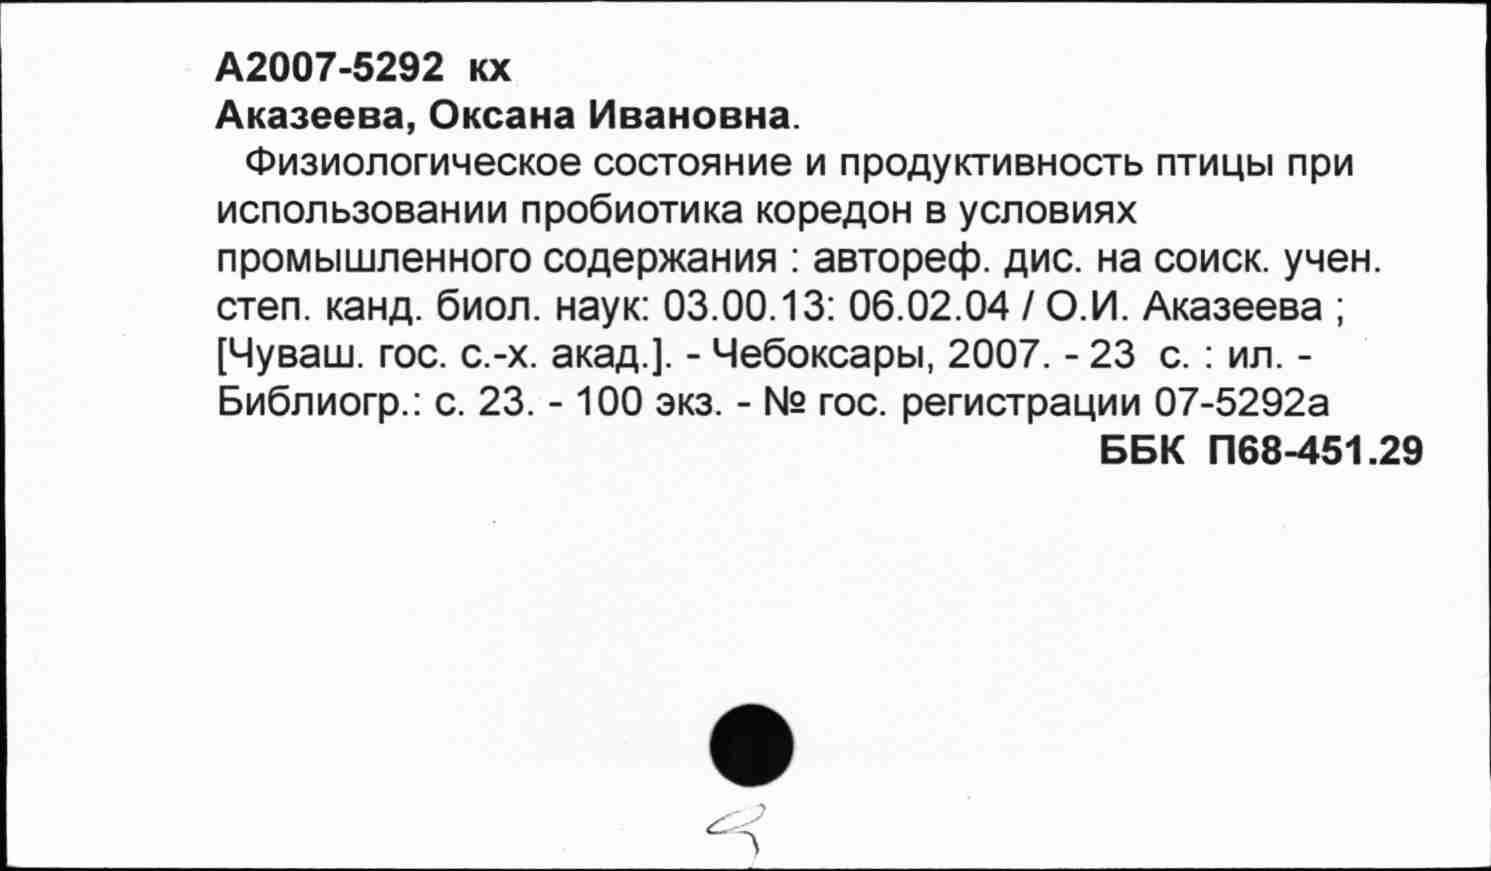 А2007-5292 кх
Аказеева, Оксана Ивановна.
Физиологическое состояние и продуктивность птицы при
использовании пробиотика коредон в условиях
промышленного содержания : автореф. дис. на соиск. учен.
степ. канд. биол. наук: 03.00.13: 06.02.04 / О.И. Аказеева ;
[Чуваш. гос. с.-х. акад.]. - Чебоксары, 2007. - 23 с. : ил. -
Библиогр.: с. 23. - 100 экз. - № гос. регистрации 07-5292а
ББК П68-451.29